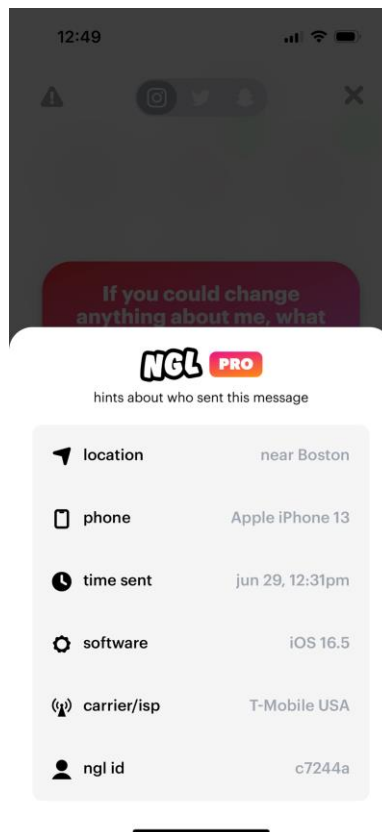 12:49
If you could change
anything about me, what
NGL PRO
hints about who sent this message
location near Boston
phone Apple iPhone 13
time sent jun 29, 12:31pm
software iOS 16.5
carrier/isp T-Mobile USA
ngl id c7244a